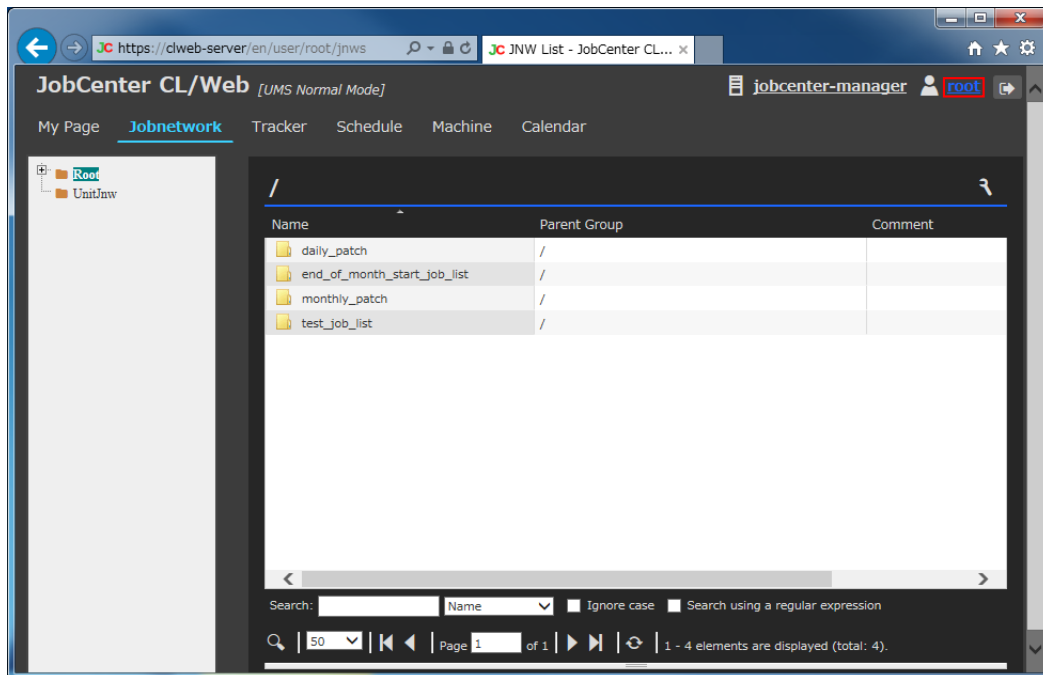 JC https://clweb-server/en/user/root/jnws
JC JNW List - JobCenter CL...
JobCenter CL/Web [UMS Normal Mode]
jobcenter-manager root
My Page Jobnetwork Tracker Schedule Machine Calendar
Root
UnitJnw
/
Name Parent Group Comment
daily_patch /
end_of_month_start_job_list /
monthly_patch /
test_job_list /
Search: Name Ignore case Search using a regular expression
50 Page 1 of 1 1 - 4 elements are displayed (total: 4).